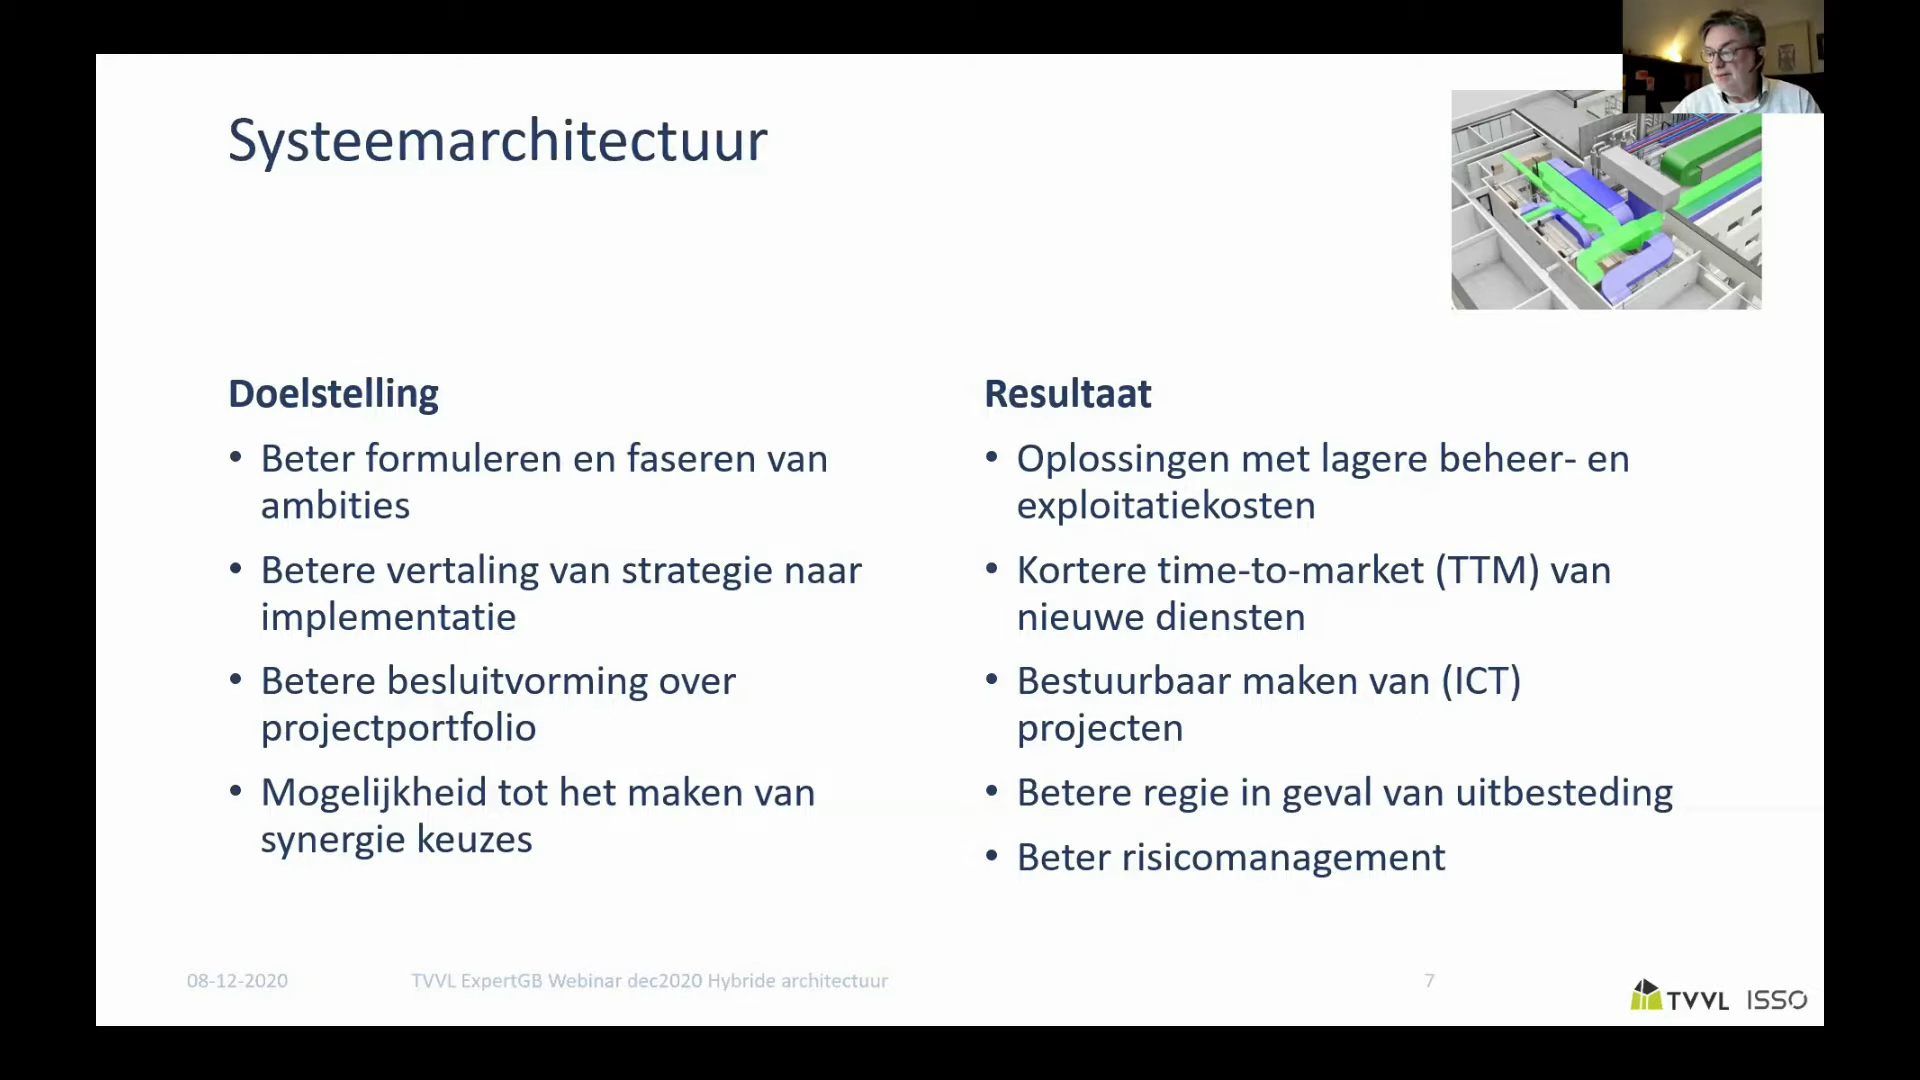 Systeemarchitectuur
Doelstelling
• Beter formuleren en faseren van
ambities
• Betere vertaling van strategie naar
implementatie
• Betere besluitvorming over
projectportfolio
• Mogelijkheid tot het maken van
synergie keuzes
Resultaat
• Oplossingen met lagere beheer- en
exploitatiekosten
• Kortere time-to-market (TTM) van
nieuwe diensten
• Bestuurbaar maken van (ICT)
projecten
• Betere regie in geval van uitbesteding
• Beter risicomanagement
08-12-2020
TVVL ExpertGB Webinar dec2020 Hybride architectuur
7
TVVL ISSO